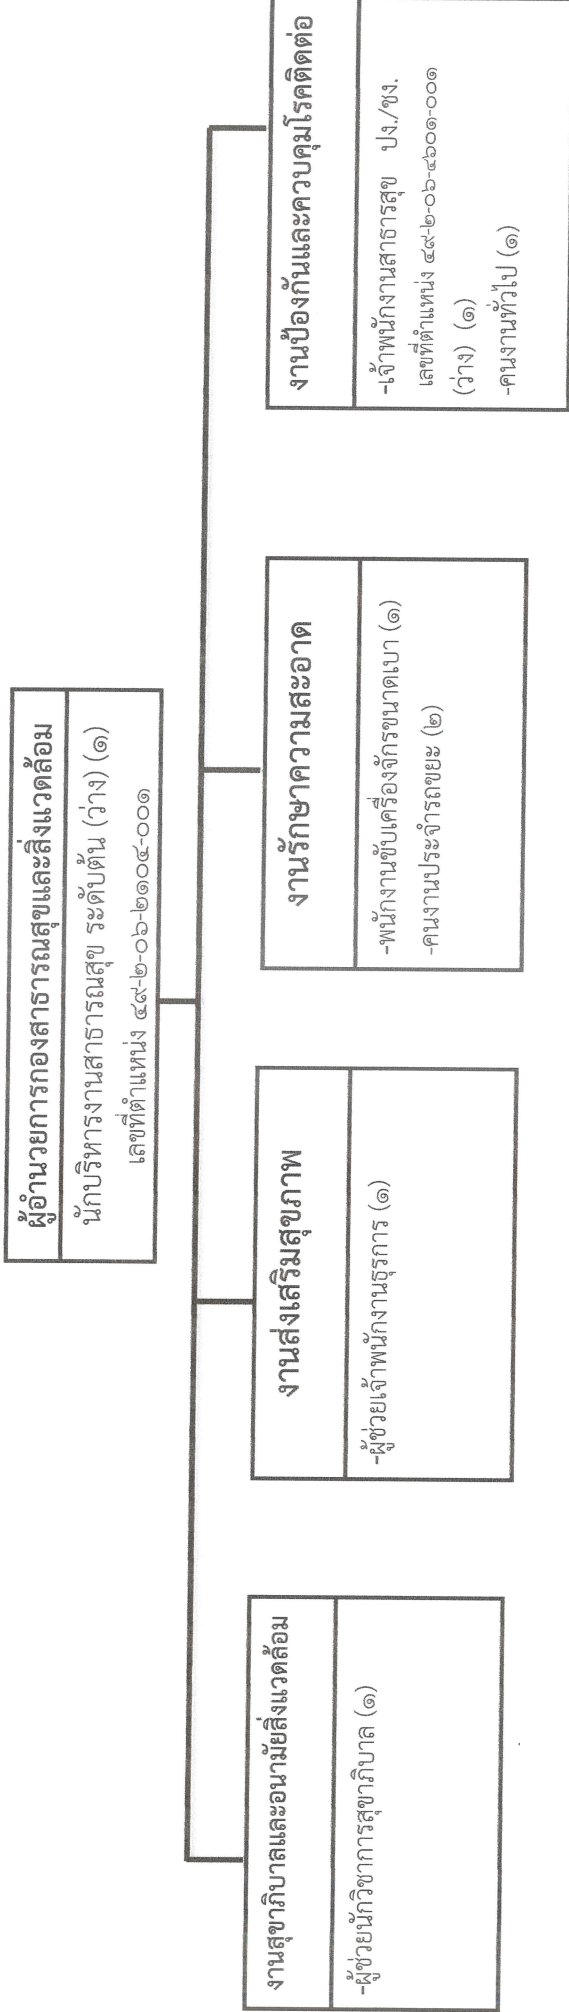 ผู้อำนวยการกองสาธารณสุขและสิ่งแวดล้อม
นักบริหารงานสาธารณสุข ระดับต้น (ว่าง) (๑)
เลขที่ตำแหน่ง ๔๙-๒-๐๖-๒๑๐๔-๐๐๑
งานสุขาภิบาลและอนามัยสิ่งแวดล้อม
-ผู้ช่วยนักวิชาการสุขาภิบาล (๑)
งานส่งเสริมสุขภาพ
-ผู้ช่วยเจ้าพนักงานธุรการ (๑)
งานรักษาความสะอาด
-พนักงานขับเครื่องจักรขนาดเบา (๑)
-คนงานประจำรถขยะ (๒)
งานป้องกันและควบคุมโรคติดต่อ
-เจ้าพนักงานสาธารสุข ปง./ชง.
เลขที่ตำแหน่ง ๔๙-๒-๐๖-๔๖๐๑-๐๐๑
(ว่าง) (๑)
-คนงานทั่วไป (๑)